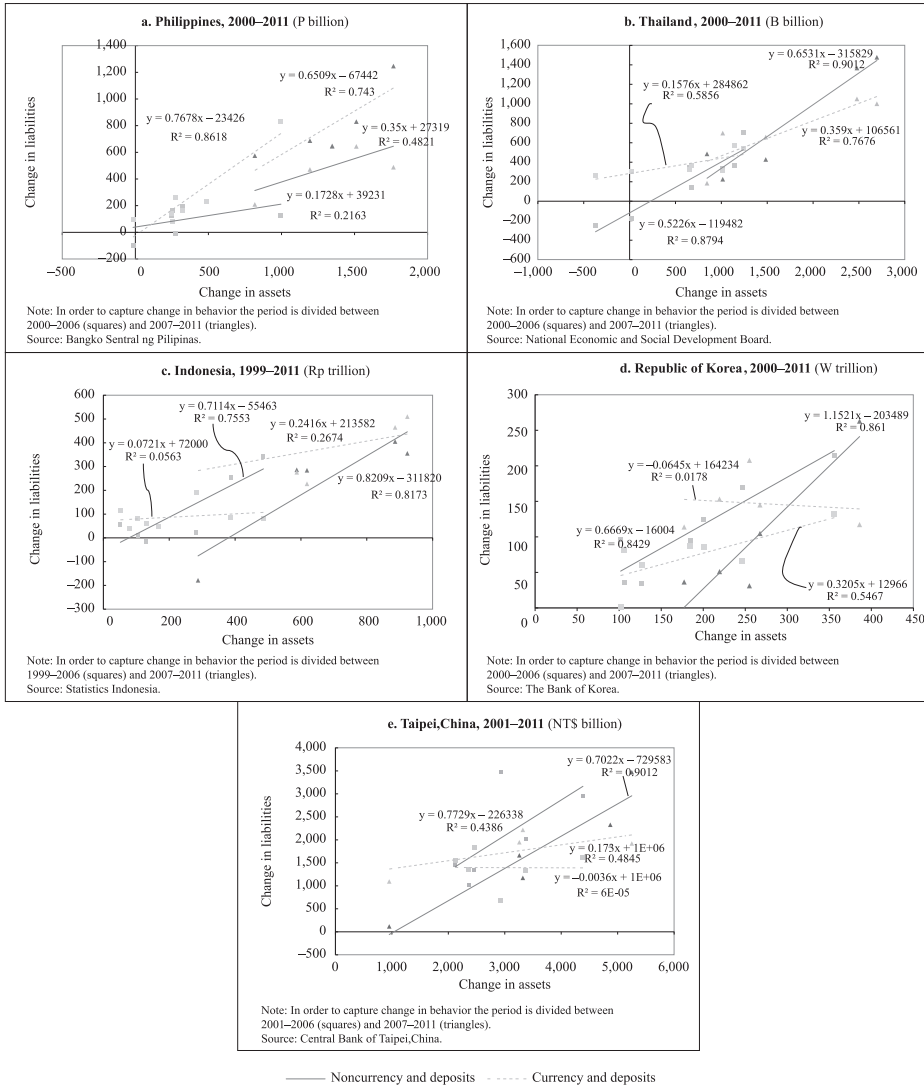 a. Philippines, 2000–2011 (P billion)
Change in liabilities
1,400
1,200
1,000
800
600
400
200
0
–200
–500
0
500
1,000
1,500
2,000
y = 0.6509x – 67442
R² = 0.743
y = 0.7678x – 23426
R² = 0.8618
y = 0.35x + 27319
R² = 0.4821
y = 0.1728x + 39231
R² = 0.2163
Change in assets
Note: In order to capture change in behavior the period is divided between
2000–2006 (squares) and 2007–2011 (triangles).
Source: Bangko Sentral ng Pilipinas.
b. Thailand, 2000–2011 (B billion)
Change in liabilities
1,600
1,400
1,200
1,000
800
600
400
200
0
–200
–400
–600
–1,000
0
500
1,000
1,500
2,000
2,500
3,000
y = 0.6531x – 315829
R² = 0.9012
y = 0.1576x + 284862
R² = 0.5856
y = 0.359x + 106561
R² = 0.7676
y = 0.5226x – 119482
R² = 0.8794
Change in assets
Note: In order to capture change in behavior the period is divided between
2000–2006 (squares) and 2007–2011 (triangles).
Source: National Economic and Social Development Board.
c. Indonesia, 1999–2011 (Rp trillion)
Change in liabilities
600
500
400
300
200
100
0
–100
–200
–300
0
200
400
600
800
1,000
y = 0.7114x – 55463
R² = 0.7553
y = 0.2416x + 213582
R² = 0.2674
y = 0.0721x + 72000
R² = 0.0563
y = 0.8209x – 311820
R² = 0.8173
Change in assets
Note: In order to capture change in behavior the period is divided between
1999–2006 (squares) and 2007–2011 (triangles).
Source: Statistics Indonesia.
d. Republic of Korea, 2000–2011 (W trillion)
Change in liabilities
300
250
200
150
100
50
0
0
50
100
150
200
250
300
350
400
450
y = 1.1521x – 203489
R² = 0.861
y = –0.0645x + 164234
R² = 0.0178
y = 0.6669x – 16004
R² = 0.8429
y = 0.3205x + 12966
R² = 0.5467
Change in assets
Note: In order to capture change in behavior the period is divided between
2000–2006 (squares) and 2007–2011 (triangles).
Source: The Bank of Korea.
e. Taipei,China, 2001–2011 (NT$ billion)
Change in liabilities
4,000
3,500
3,000
2,500
2,000
1,500
1,000
500
0
–500
0
1,000
2,000
3,000
4,000
5,000
6,000
y = 0.7022x – 729583
R² = 0.9012
y = 0.7729x – 226338
R² = 0.4386
y = 0.173x + 1E+06
R² = 0.4845
y = –0.0036x + 1E+06
R² = 6E-05
Change in assets
Note: In order to capture change in behavior the period is divided between
2001–2006 (squares) and 2007–2011 (triangles).
Source: Central Bank of Taipei,China.
Noncurrency and deposits
Currency and deposits